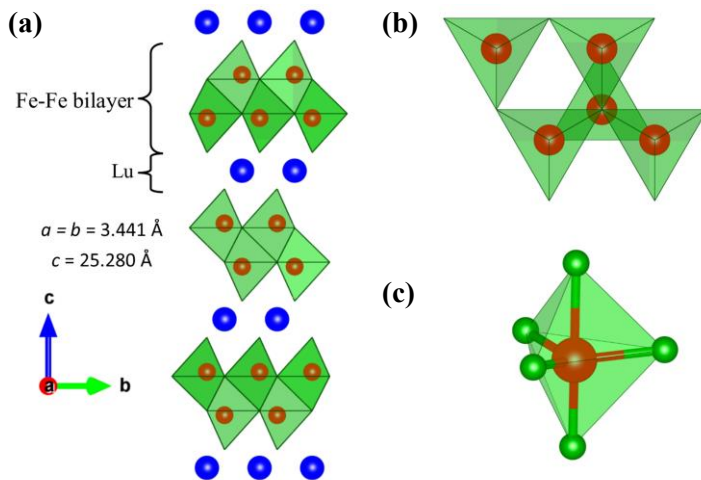 (a)
Fe-Fe bilayer
Lu
a = b = 3.441 Å
c = 25.280 Å
c
a
b
(b)
(c)